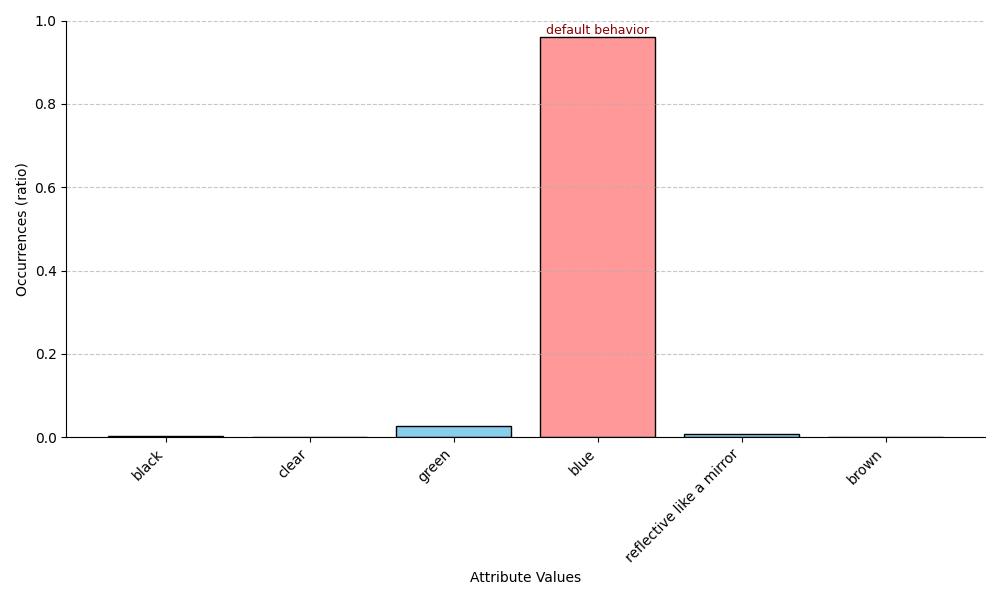 default behavior
1.0
0.8
0.6
0.4
0.2
0.0
Occurrences (ratio)
black
clear
green
blue
reflective like a mirror
brown
Attribute Values